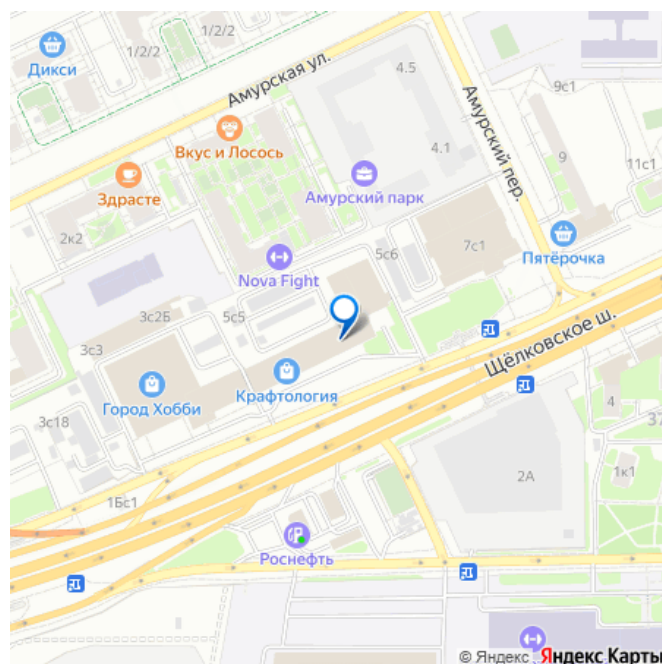 1/2/2
Дикси
1/2/2
Амурская ул.
4.5
9с1
Амурский пер.
Вкус и Лосось
4.1
9
11с1
Здрасте
Амурский парк
2к2
5с6
7с1
Пятёрочка
Nova Fight
3с2Б
5с5
3с3
Щёлковское ш.
Крафтология
Город Хобби
4
3с18
37
2А
1к1
1Бс1
Роснефть
© Яндекс Яндекс Карты